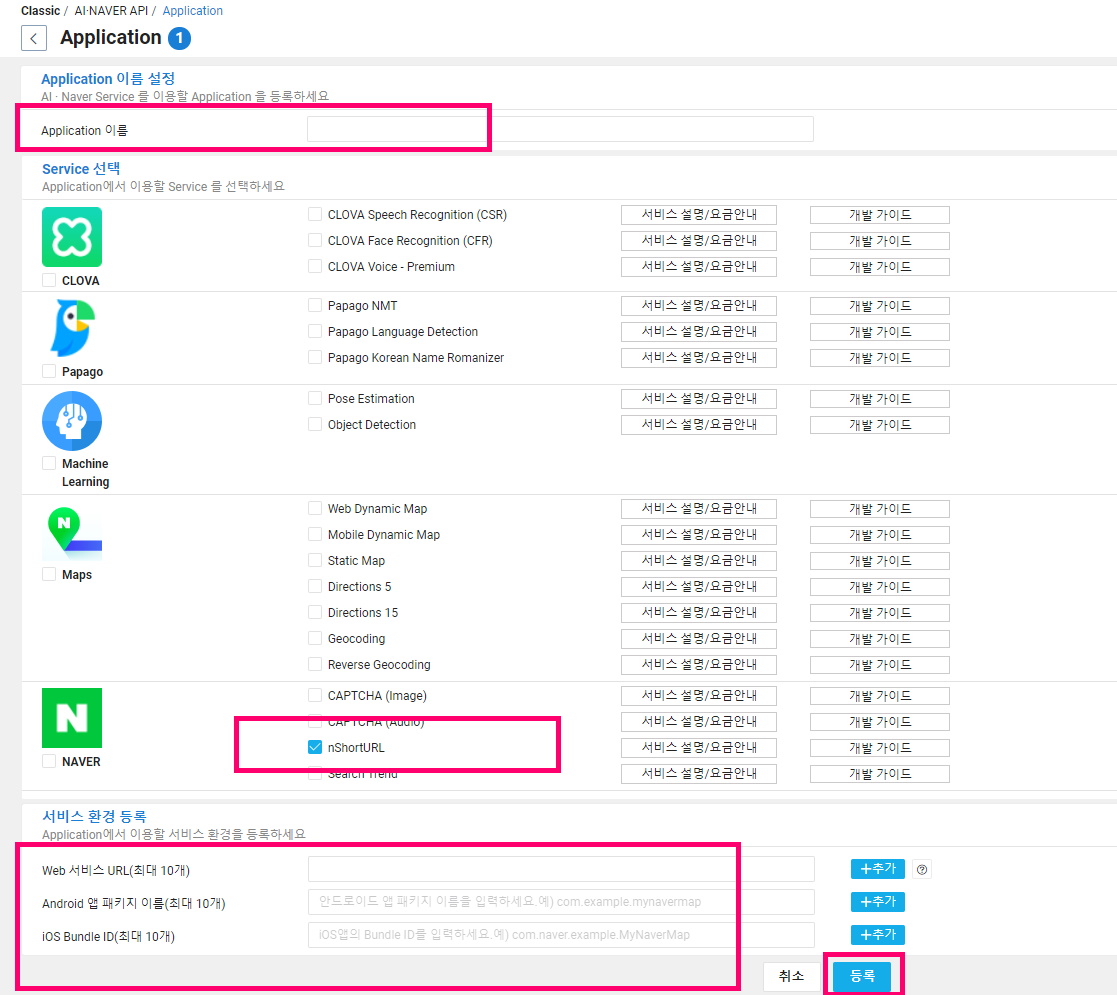 Classic / AI·NAVER API / Application
Application 1
Application 이름 설정
AI · Naver Service 를 이용할 Application 을 등록하세요
Application 이름
Service 선택
Application에서 이용할 Service 를 선택하세요
CLOVA Speech Recognition (CSR) 서비스 설명/요금안내 개발 가이드
CLOVA Face Recognition (CFR) 서비스 설명/요금안내 개발 가이드
CLOVA Voice - Premium 서비스 설명/요금안내 개발 가이드
CLOVA
Papago NMT 서비스 설명/요금안내 개발 가이드
Papago Language Detection 서비스 설명/요금안내 개발 가이드
Papago Korean Name Romanizer 서비스 설명/요금안내 개발 가이드
Papago
Pose Estimation 서비스 설명/요금안내 개발 가이드
Object Detection 서비스 설명/요금안내 개발 가이드
Machine
Learning
Web Dynamic Map 서비스 설명/요금안내 개발 가이드
N
Mobile Dynamic Map 서비스 설명/요금안내 개발 가이드
Static Map 서비스 설명/요금안내 개발 가이드
Maps
Directions 5 서비스 설명/요금안내 개발 가이드
Directions 15 서비스 설명/요금안내 개발 가이드
Geocoding 서비스 설명/요금안내 개발 가이드
Reverse Geocoding 서비스 설명/요금안내 개발 가이드
CAPTCHA (Image) 서비스 설명/요금안내 개발 가이드
N
CAPTCHA (Audio) 서비스 설명/요금안내 개발 가이드
nShortURL 서비스 설명/요금안내 개발 가이드
NAVER
Search Trend 서비스 설명/요금안내 개발 가이드
서비스 환경 등록
Application에서 이용할 서비스 환경을 등록하세요
Web 서비스 URL(최대 10개) +추가 ?
Android 앱 패키지 이름(최대 10개) 안드로이드 앱 패키지 이름을 입력하세요.예) com.example.mynavermap +추가
iOS Bundle ID(최대 10개) iOS앱의 Bundle ID를 입력하세요.예) com.naver.example.MyNaverMap +추가
취소 등록